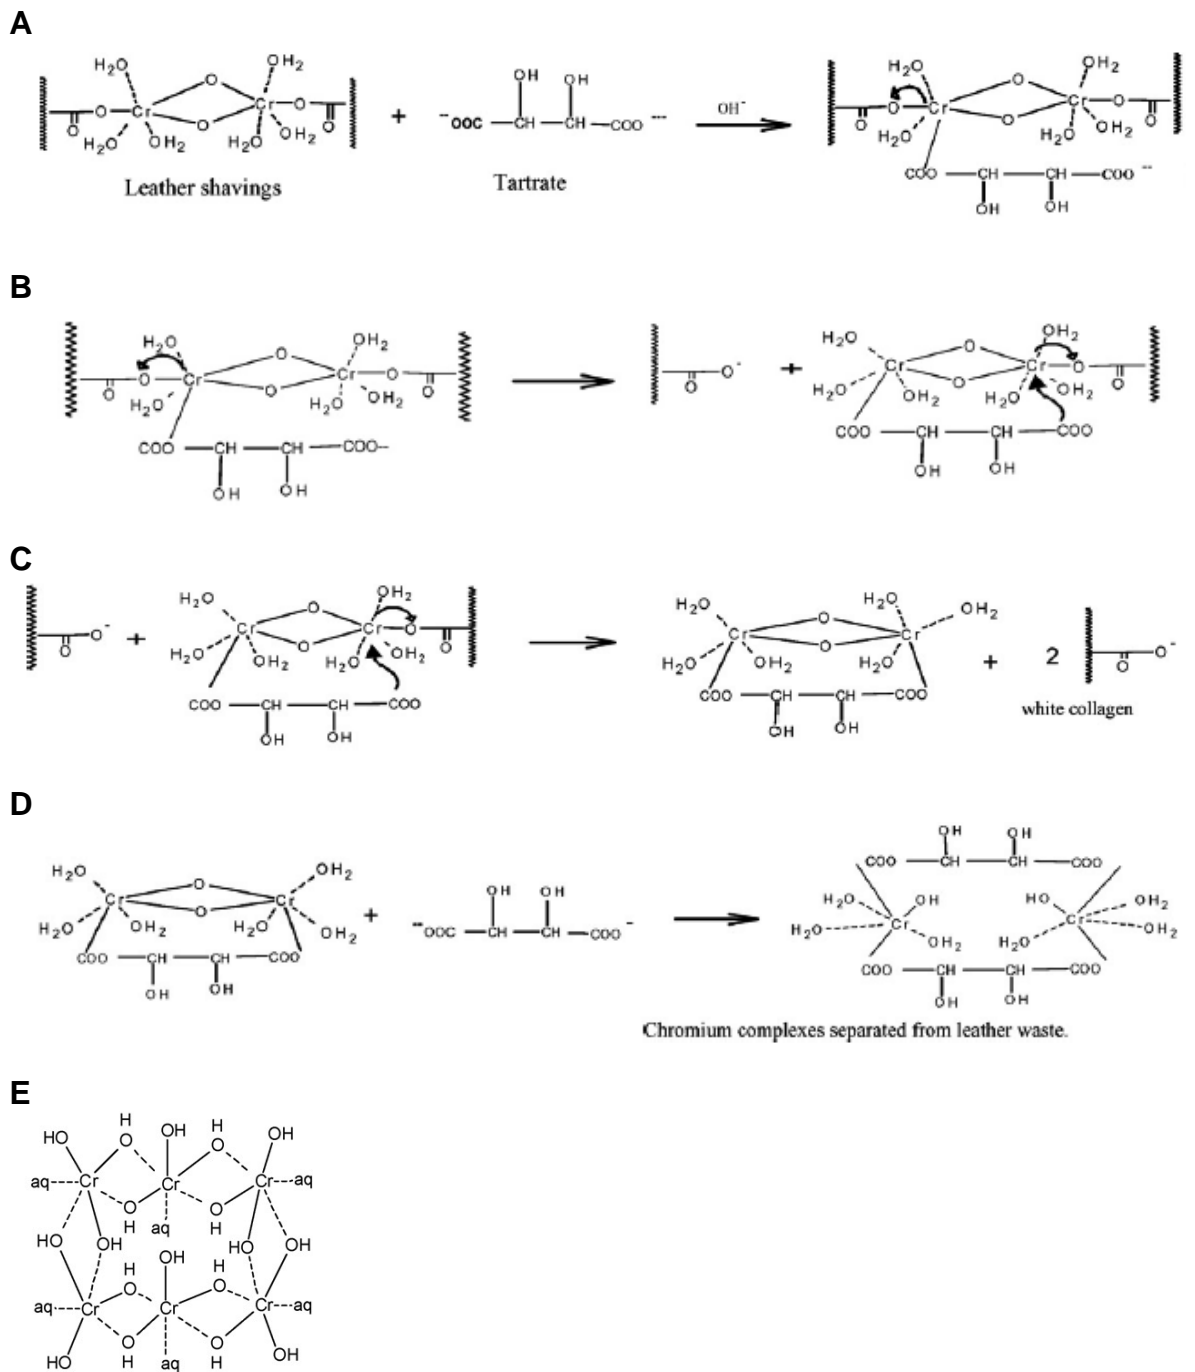 A
H₂O OH₂ OH₂
O
Cr O O Cr O
O H₂O OH₂ H₂O OH₂ O
Leather shavings
+
OH OH
--OOC CH CH COO ---
Tartrate
OH⁻
H₂O O OH₂
O Cr Cr O
O H₂O O H₂O OH₂ O
COO CH CH COO --
OH OH
B
H₂O O OH₂
O Cr Cr O
O H₂O O H₂O OH₂ O
COO CH CH COO--
OH OH
O O⁻
+
H₂O O OH₂
Cr Cr O
H₂O OH₂ O H₂O OH₂ O
COO CH CH COO
OH OH
C
O O⁻
+
H₂O O OH₂
Cr Cr O
H₂O OH₂ O H₂O OH₂ O
COO CH CH COO
OH OH
H₂O O H₂O OH₂
Cr O Cr
H₂O OH₂ H₂O
COO CH CH COO
OH OH
+ 2
O O⁻
white collagen
D
H₂O O OH₂
Cr O Cr
H₂O OH₂ H₂O OH₂
COO CH CH COO
OH OH
+
OH OH
--OOC CH CH COO -
OH OH
COO CH CH COO
H₂O OH HO OH₂
H₂O Cr Cr OH₂
OH₂ H₂O
COO CH CH COO
OH OH
Chromium complexes separated from leather waste.
E
H OH H OH
HO O O
aq Cr Cr Cr aq
O O
H aq H
HO OH HO OH
H OH H
O O
aq Cr Cr Cr aq
O O
HO H aq H OH